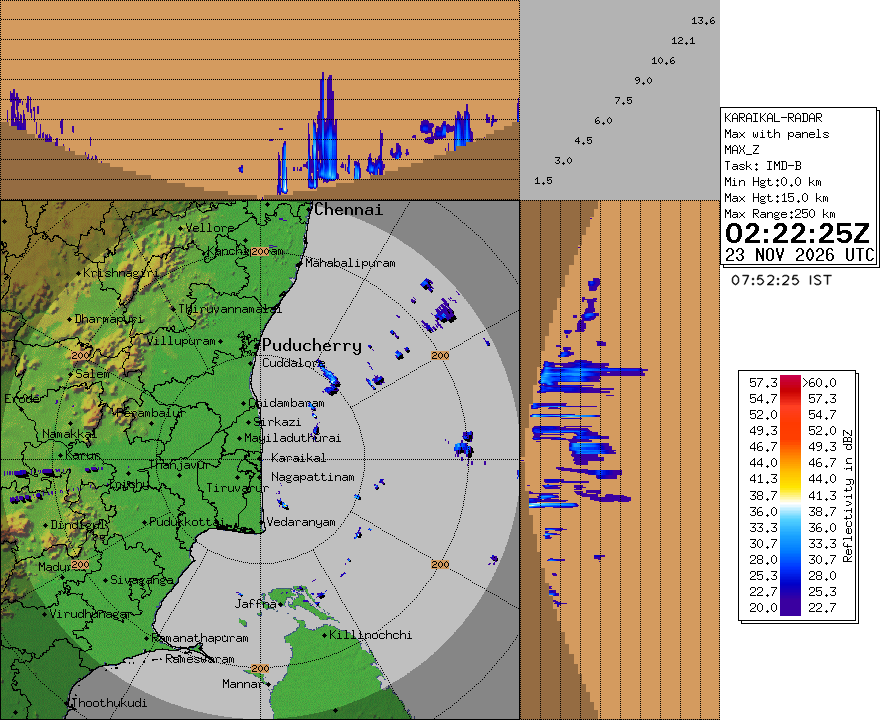 13.6
12.1
10.6
9.0
7.5
6.0
4.5
3.0
1.5
KARAIKAL-RADAR
Max with panels
MAX_Z
Task: IMD-B
Min Hgt:0.0 km
Max Hgt:15.0 km
Max Range:250 km
02:22:25Z
23 NOV 2026 UTC
07:52:25 IST
Chennai
Vellore
200
Mahabalipuram
Krishnagiri
Thiruvannamalai
Dharmapuri
Villupuram
Puducherry
200
200
Cuddalore
Salem
Erode
Chidambaram
Perambalur
Sirkazi
Namakkal
Mayiladuthurai
Karur
Thanjavur
Karaikal
Nagapattinam
Tiruvarur
Dindigul
Pudukkottai
Vedaranyam
200
200
Sivaganga
Jaffna
Virudhunagar
Ramanathapuram
Killinochchi
Rameswaram
200
Mannar
Thoothukudi
57.3 >60.0
54.7 57.3
52.0 54.7
49.3 52.0
46.7 49.3
44.0 46.7
41.3 44.0
38.7 41.3
36.0 38.7
33.3 36.0
30.7 33.3
28.0 30.7
25.3 28.0
22.7 25.3
20.0 22.7
Reflectivity in dBZ